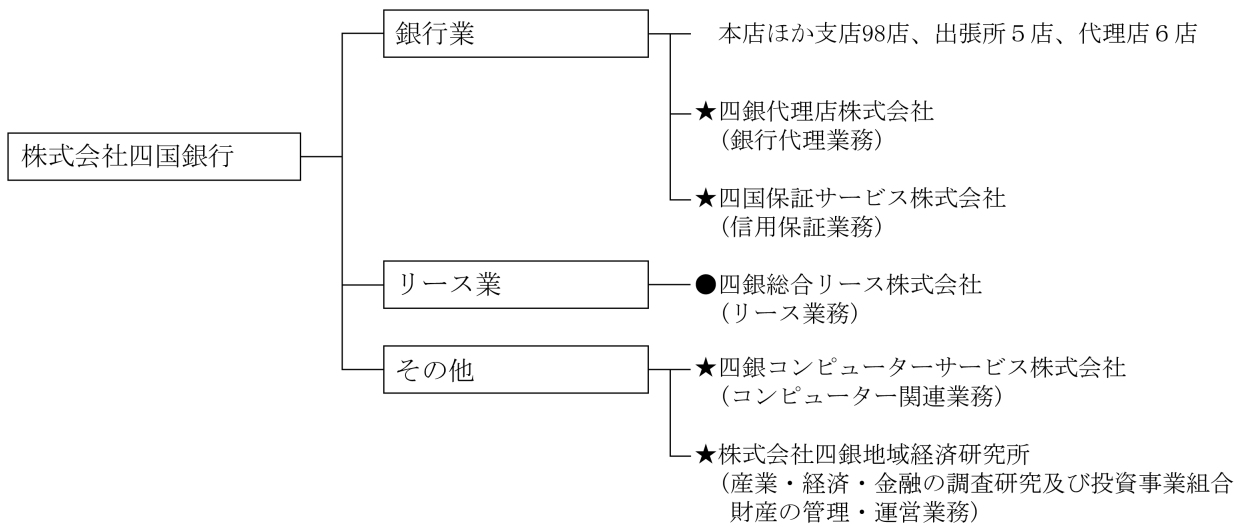 銀行業
本店ほか支店98店、出張所５店、代理店６店
★四銀代理店株式会社
（銀行代理業務）
株式会社四国銀行
★四国保証サービス株式会社
（信用保証業務）
リース業
●四銀総合リース株式会社
（リース業務）
その他
★四銀コンピューターサービス株式会社
（コンピューター関連業務）
★株式会社四銀地域経済研究所
（産業・経済・金融の調査研究及び投資事業組合
財産の管理・運営業務）